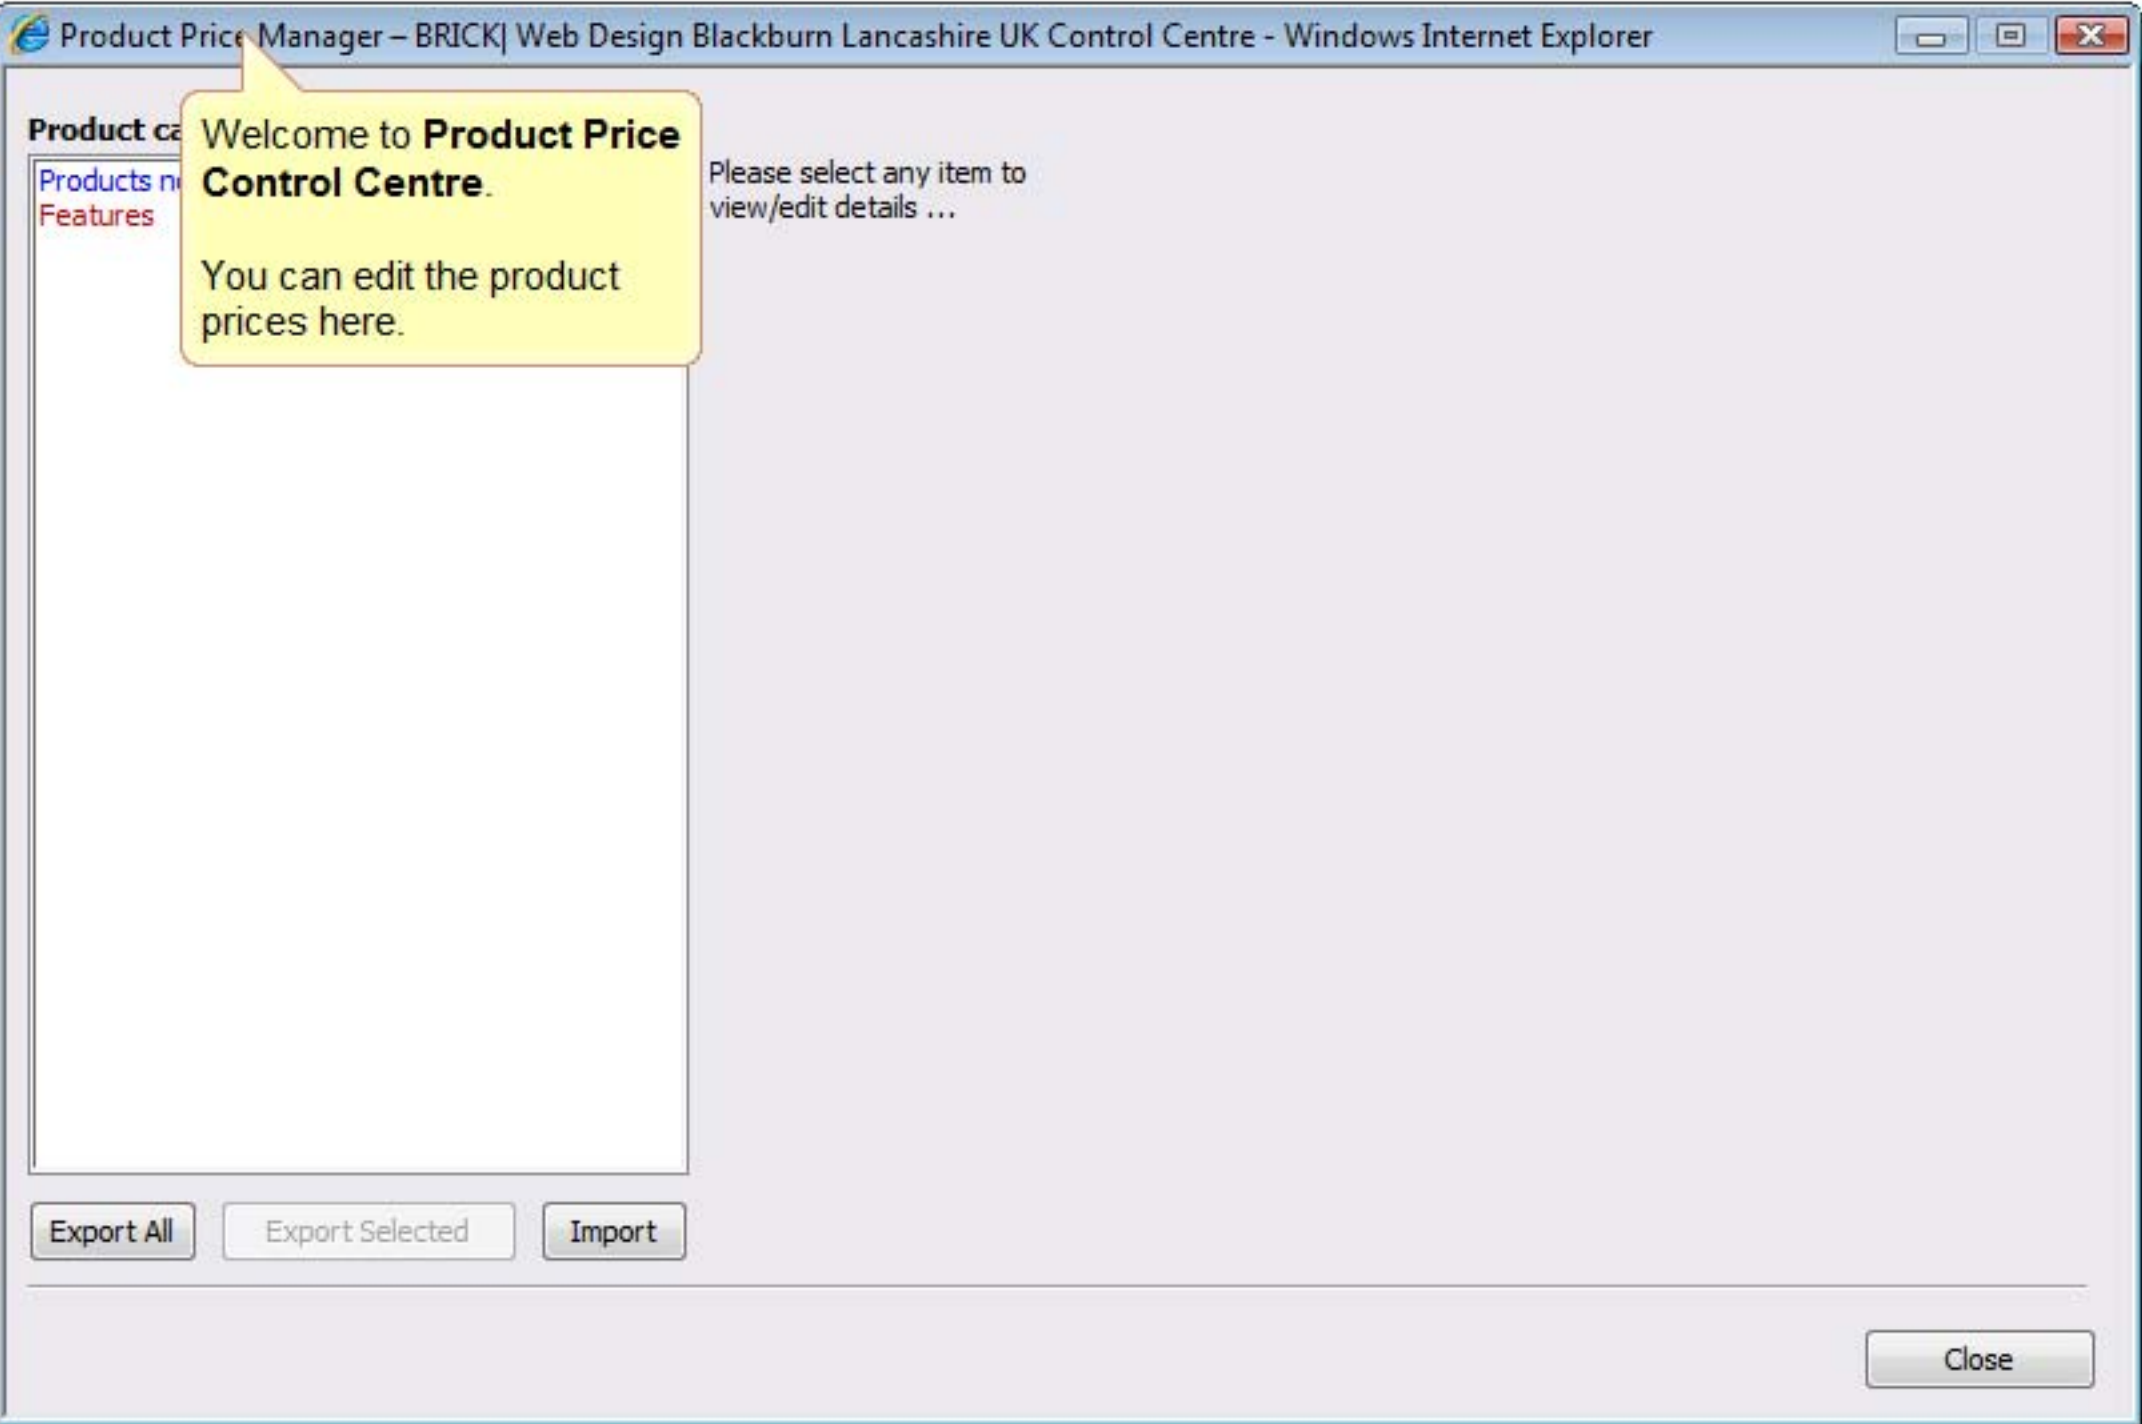 Product Price Manager – BRICK| Web Design Blackburn Lancashire UK Control Centre - Windows Internet Explorer
Product
Welcome to Product Price
Control Centre.
You can edit the product
prices here.
Products
Features
Please select any item to
view/edit details ...
Export All
Export Selected
Import
Close